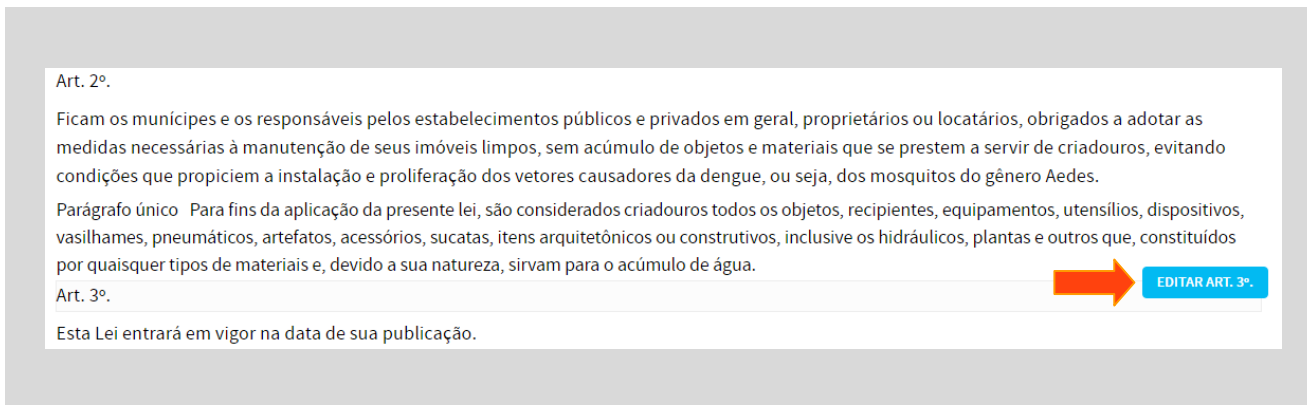 Art. 2º.
Ficam os munícipes e os responsáveis pelos estabelecimentos públicos e privados em geral, proprietários ou locatários, obrigados a adotar as
medidas necessárias à manutenção de seus imóveis limpos, sem acúmulo de objetos e materiais que se prestem a servir de criadouros, evitando
condições que propiciem a instalação e proliferação dos vetores causadores da dengue, ou seja, dos mosquitos do gênero Aedes.
Parágrafo único Para fins da aplicação da presente lei, são considerados criadouros todos os objetos, recipientes, equipamentos, utensílios, dispositivos,
vasilhames, pneumáticos, artefatos, acessórios, sucatas, itens arquitetônicos ou construtivos, inclusive os hidráulicos, plantas e outros que, constituídos
por quaisquer tipos de materiais e, devido a sua natureza, sirvam para o acúmulo de água.
EDITAR ART. 3º.
Art. 3º.
Esta Lei entrará em vigor na data de sua publicação.